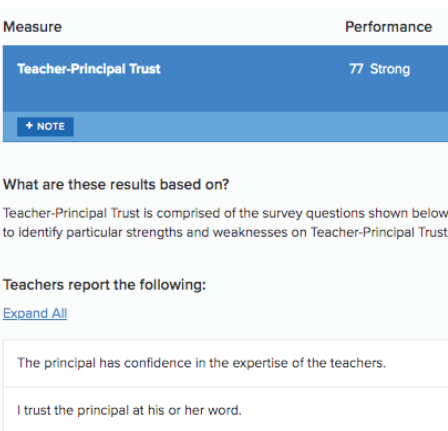 Measure Performance
Teacher-Principal Trust 77 Strong
+ NOTE
What are these results based on?
Teacher-Principal Trust is comprised of the survey questions shown below
to identify particular strengths and weaknesses on Teacher-Principal Trust
Teachers report the following:
Expand All
The principal has confidence in the expertise of the teachers.
I trust the principal at his or her word.